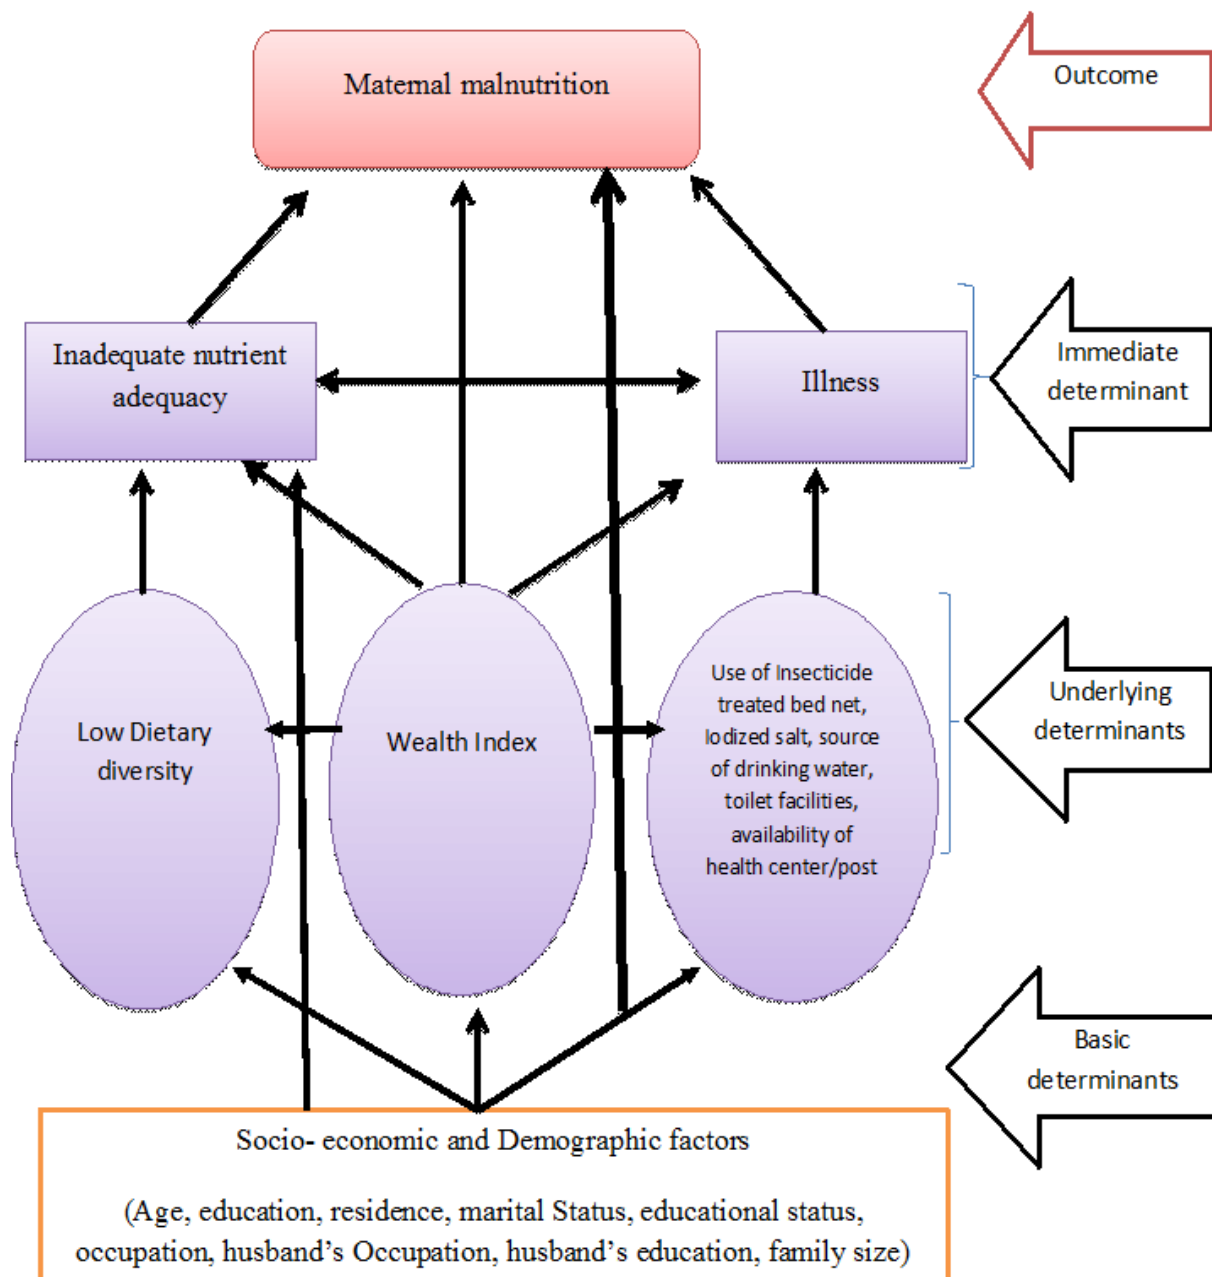 Maternal malnutrition
Outcome
Inadequate nutrient
adequacy
Illness
Immediate
determinant
Low Dietary
diversity
Wealth Index
Use of Insecticide
treated bed net,
Iodized salt, source
of drinking water,
toilet facilities,
availability of
health center/post
Underlying
determinants
Basic
determinants
Socio- economic and Demographic factors
(Age, education, residence, marital Status, educational status,
occupation, husband’s Occupation, husband’s education, family size)